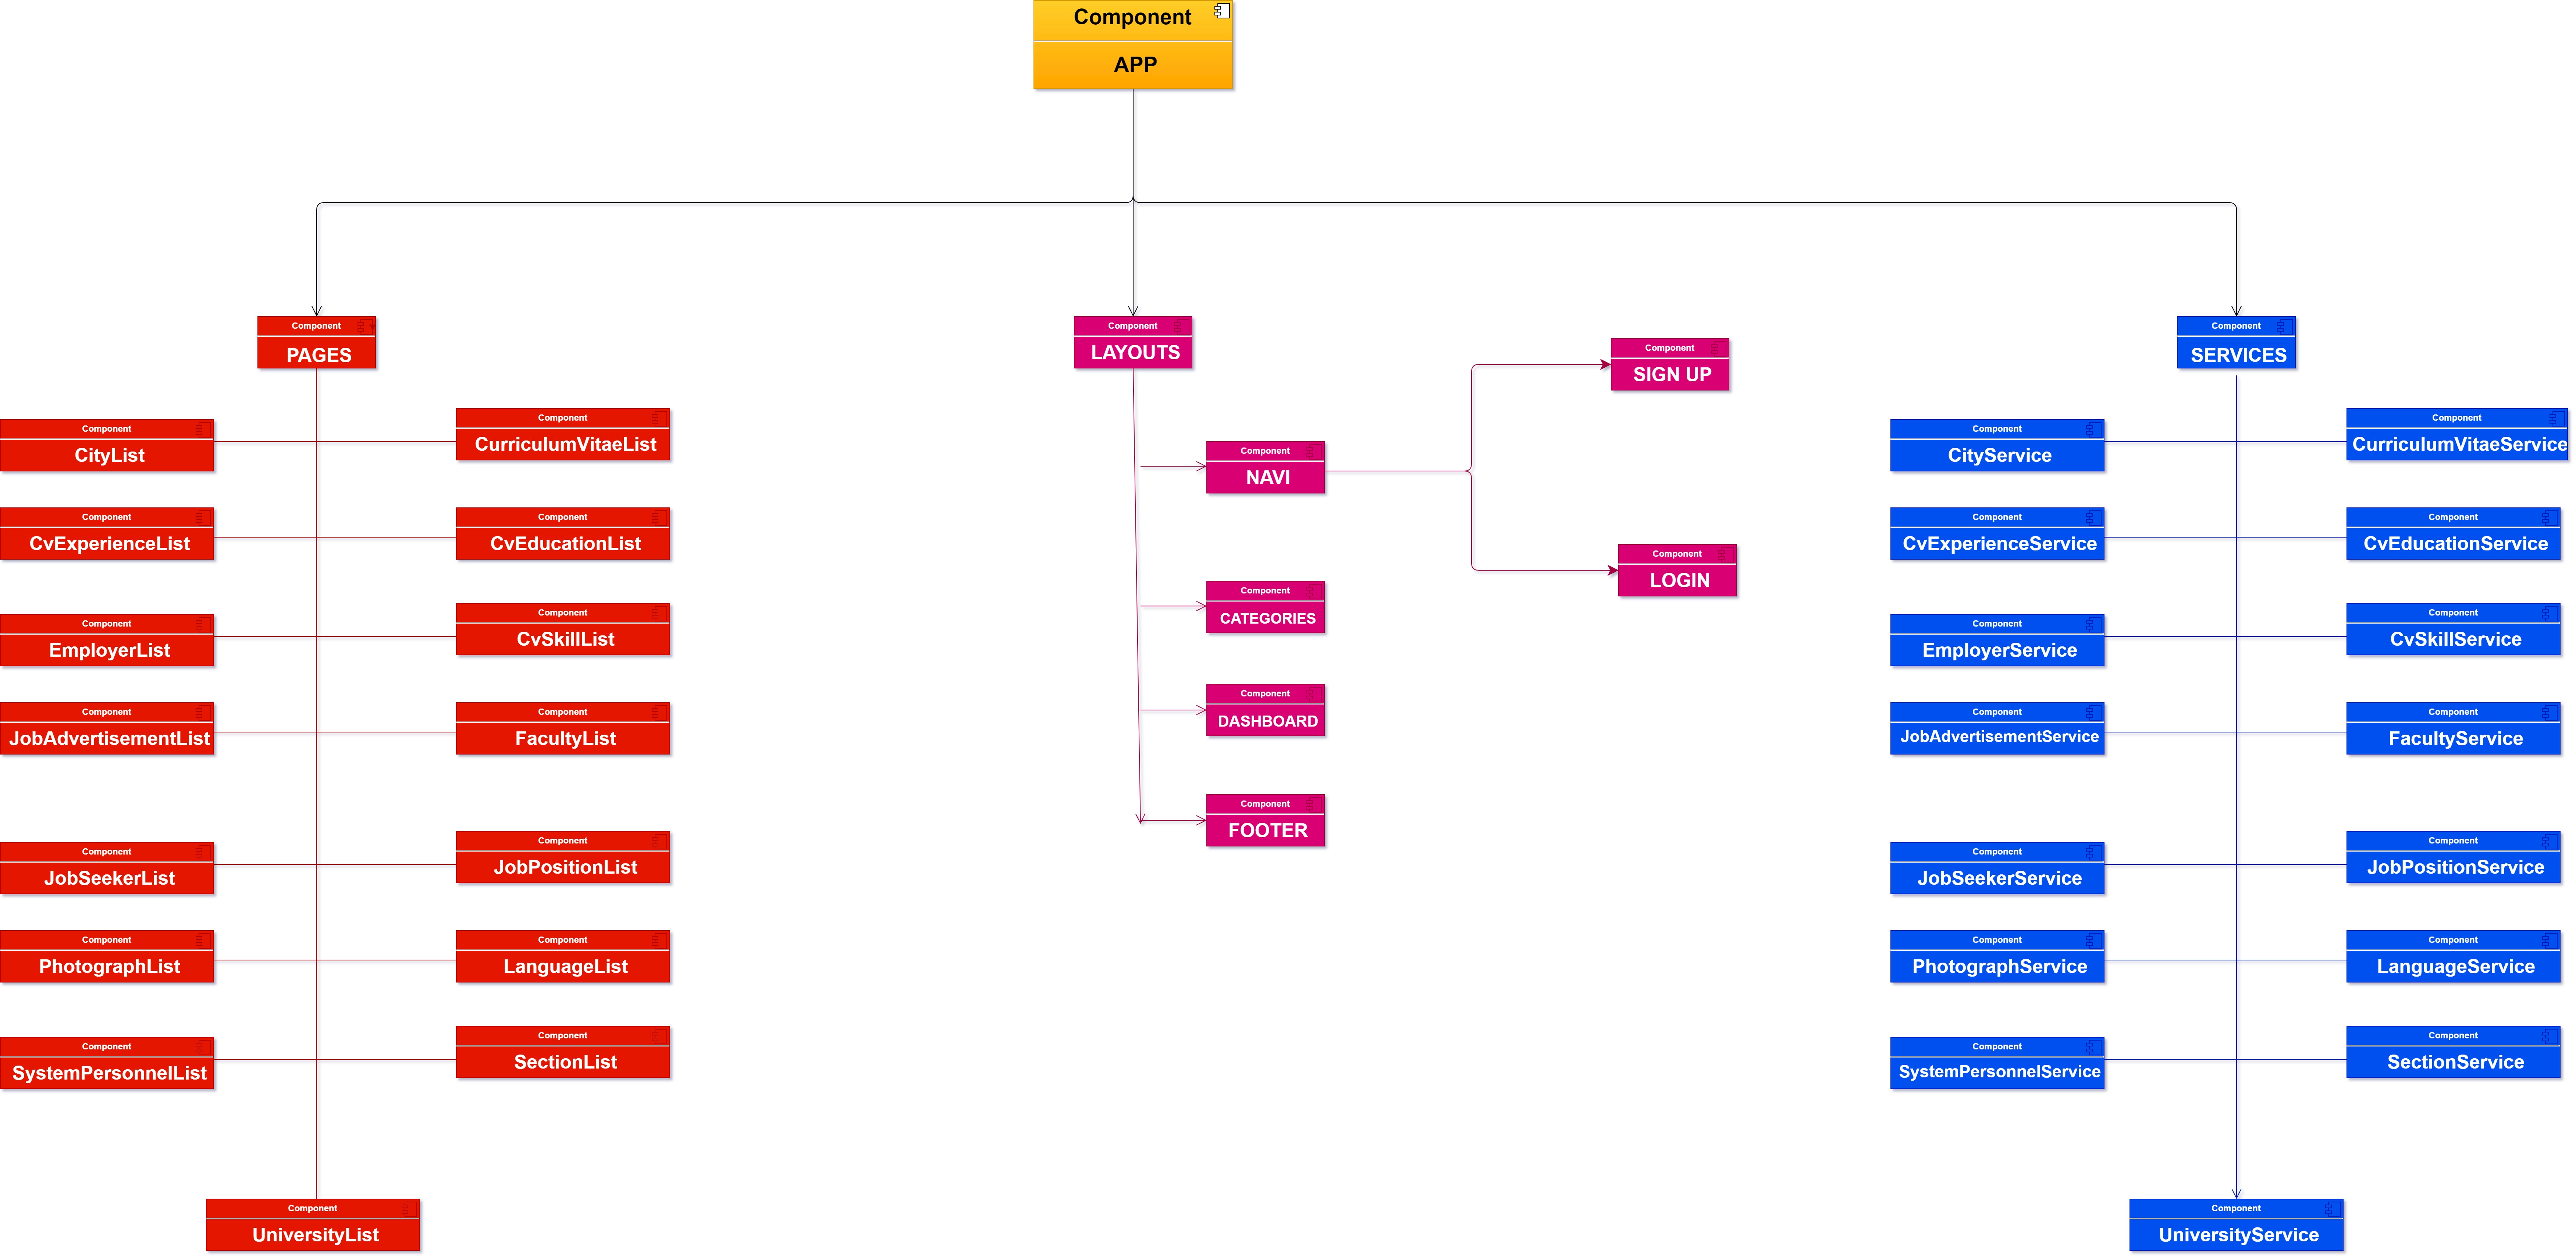 Component
APP
Component
PAGES
Component
LAYOUTS
Component
SERVICES
Component
CityList
Component
CurriculumVitaeList
Component
CvExperienceList
Component
CvEducationList
Component
EmployerList
Component
CvSkillList
Component
JobAdvertisementList
Component
FacultyList
Component
JobSeekerList
Component
JobPositionList
Component
PhotographList
Component
LanguageList
Component
SystemPersonnelList
Component
SectionList
Component
UniversityList
Component
NAVI
Component
SIGN UP
Component
LOGIN
Component
CATEGORIES
Component
DASHBOARD
Component
FOOTER
Component
CityService
Component
CurriculumVitaeService
Component
CvExperienceService
Component
CvEducationService
Component
EmployerService
Component
CvSkillService
Component
JobAdvertisementService
Component
FacultyService
Component
JobSeekerService
Component
JobPositionService
Component
PhotographService
Component
LanguageService
Component
SystemPersonnelService
Component
SectionService
Component
UniversityService